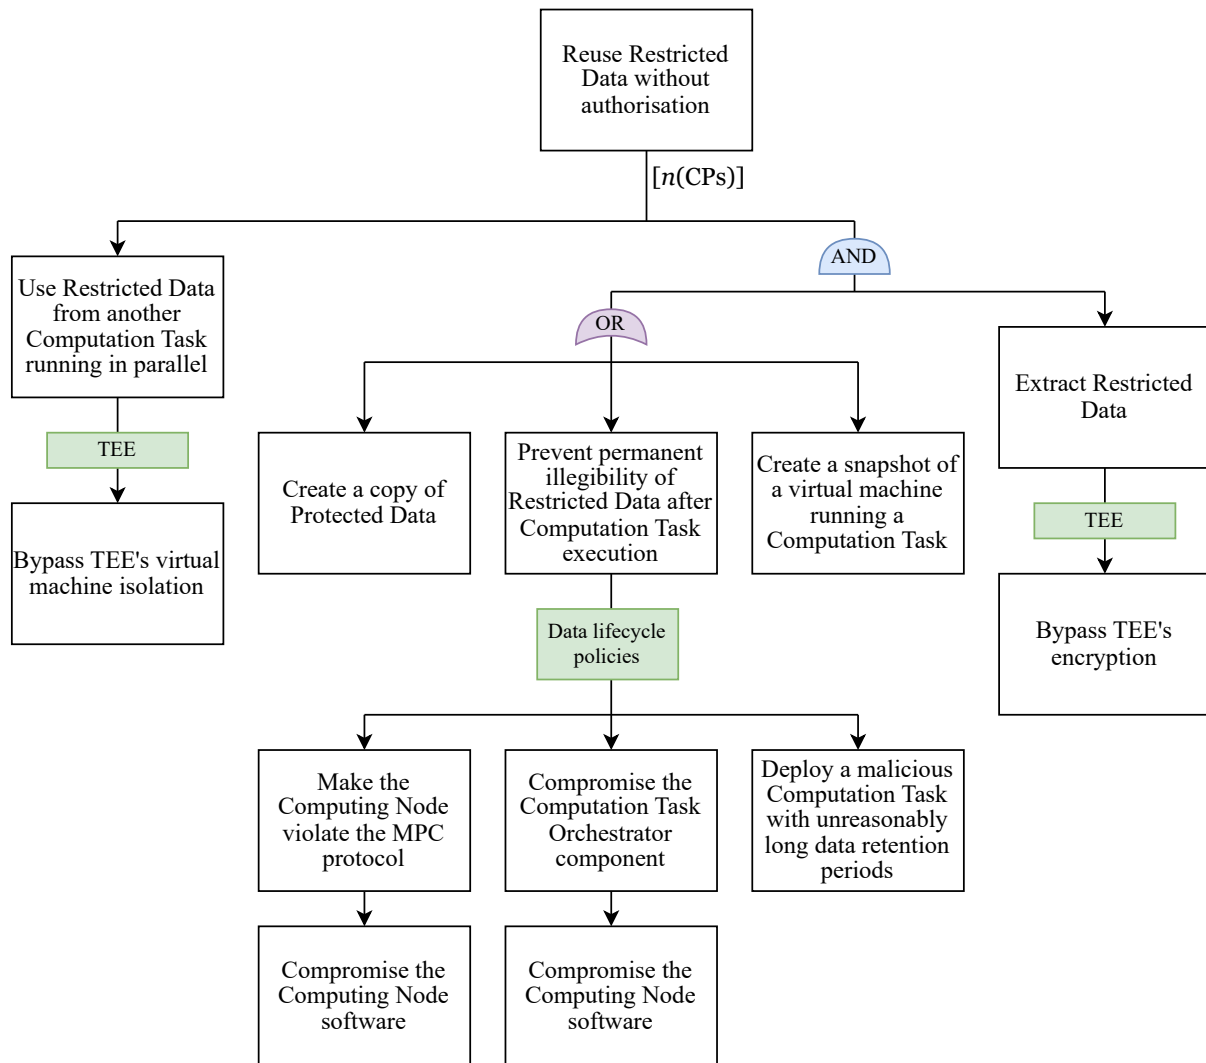 Reuse Restricted
Data without
authorisation
[n(CPs)]
AND
Use Restricted Data
from another
Computation Task
running in parallel
OR
Extract Restricted
Data
TEE
Create a copy of
Protected Data
Prevent permanent
illegibility of
Restricted Data after
Computation Task
execution
Create a snapshot of
a virtual machine
running a
Computation Task
TEE
Bypass TEE's virtual
machine isolation
Data lifecycle
policies
Bypass TEE's
encryption
Make the
Computing Node
violate the MPC
protocol
Compromise the
Computation Task
Orchestrator
component
Deploy a malicious
Computation Task
with unreasonably
long data retention
periods
Compromise the
Computing Node
software
Compromise the
Computing Node
software